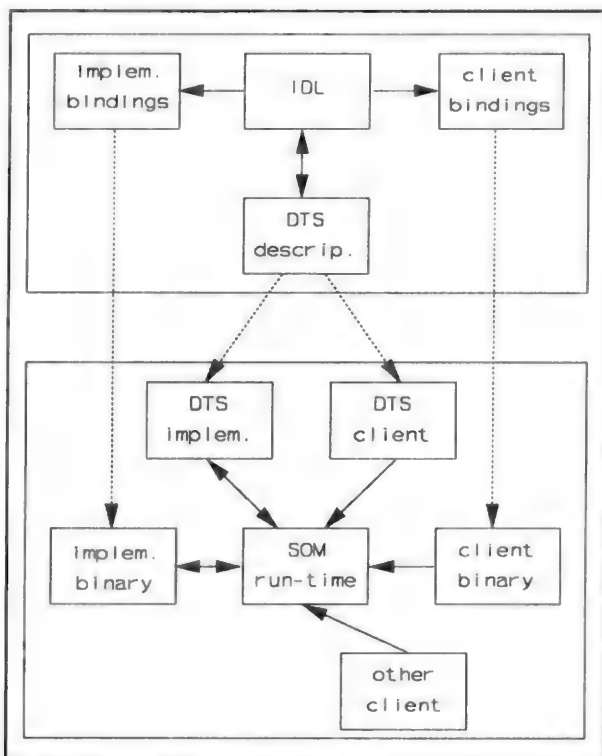 implem.
bindings
IDL
client
bindings
DTS
descrip.
DTS
implem.
DTS
client
implem.
binary
SOM
run-time
client
binary
other
client